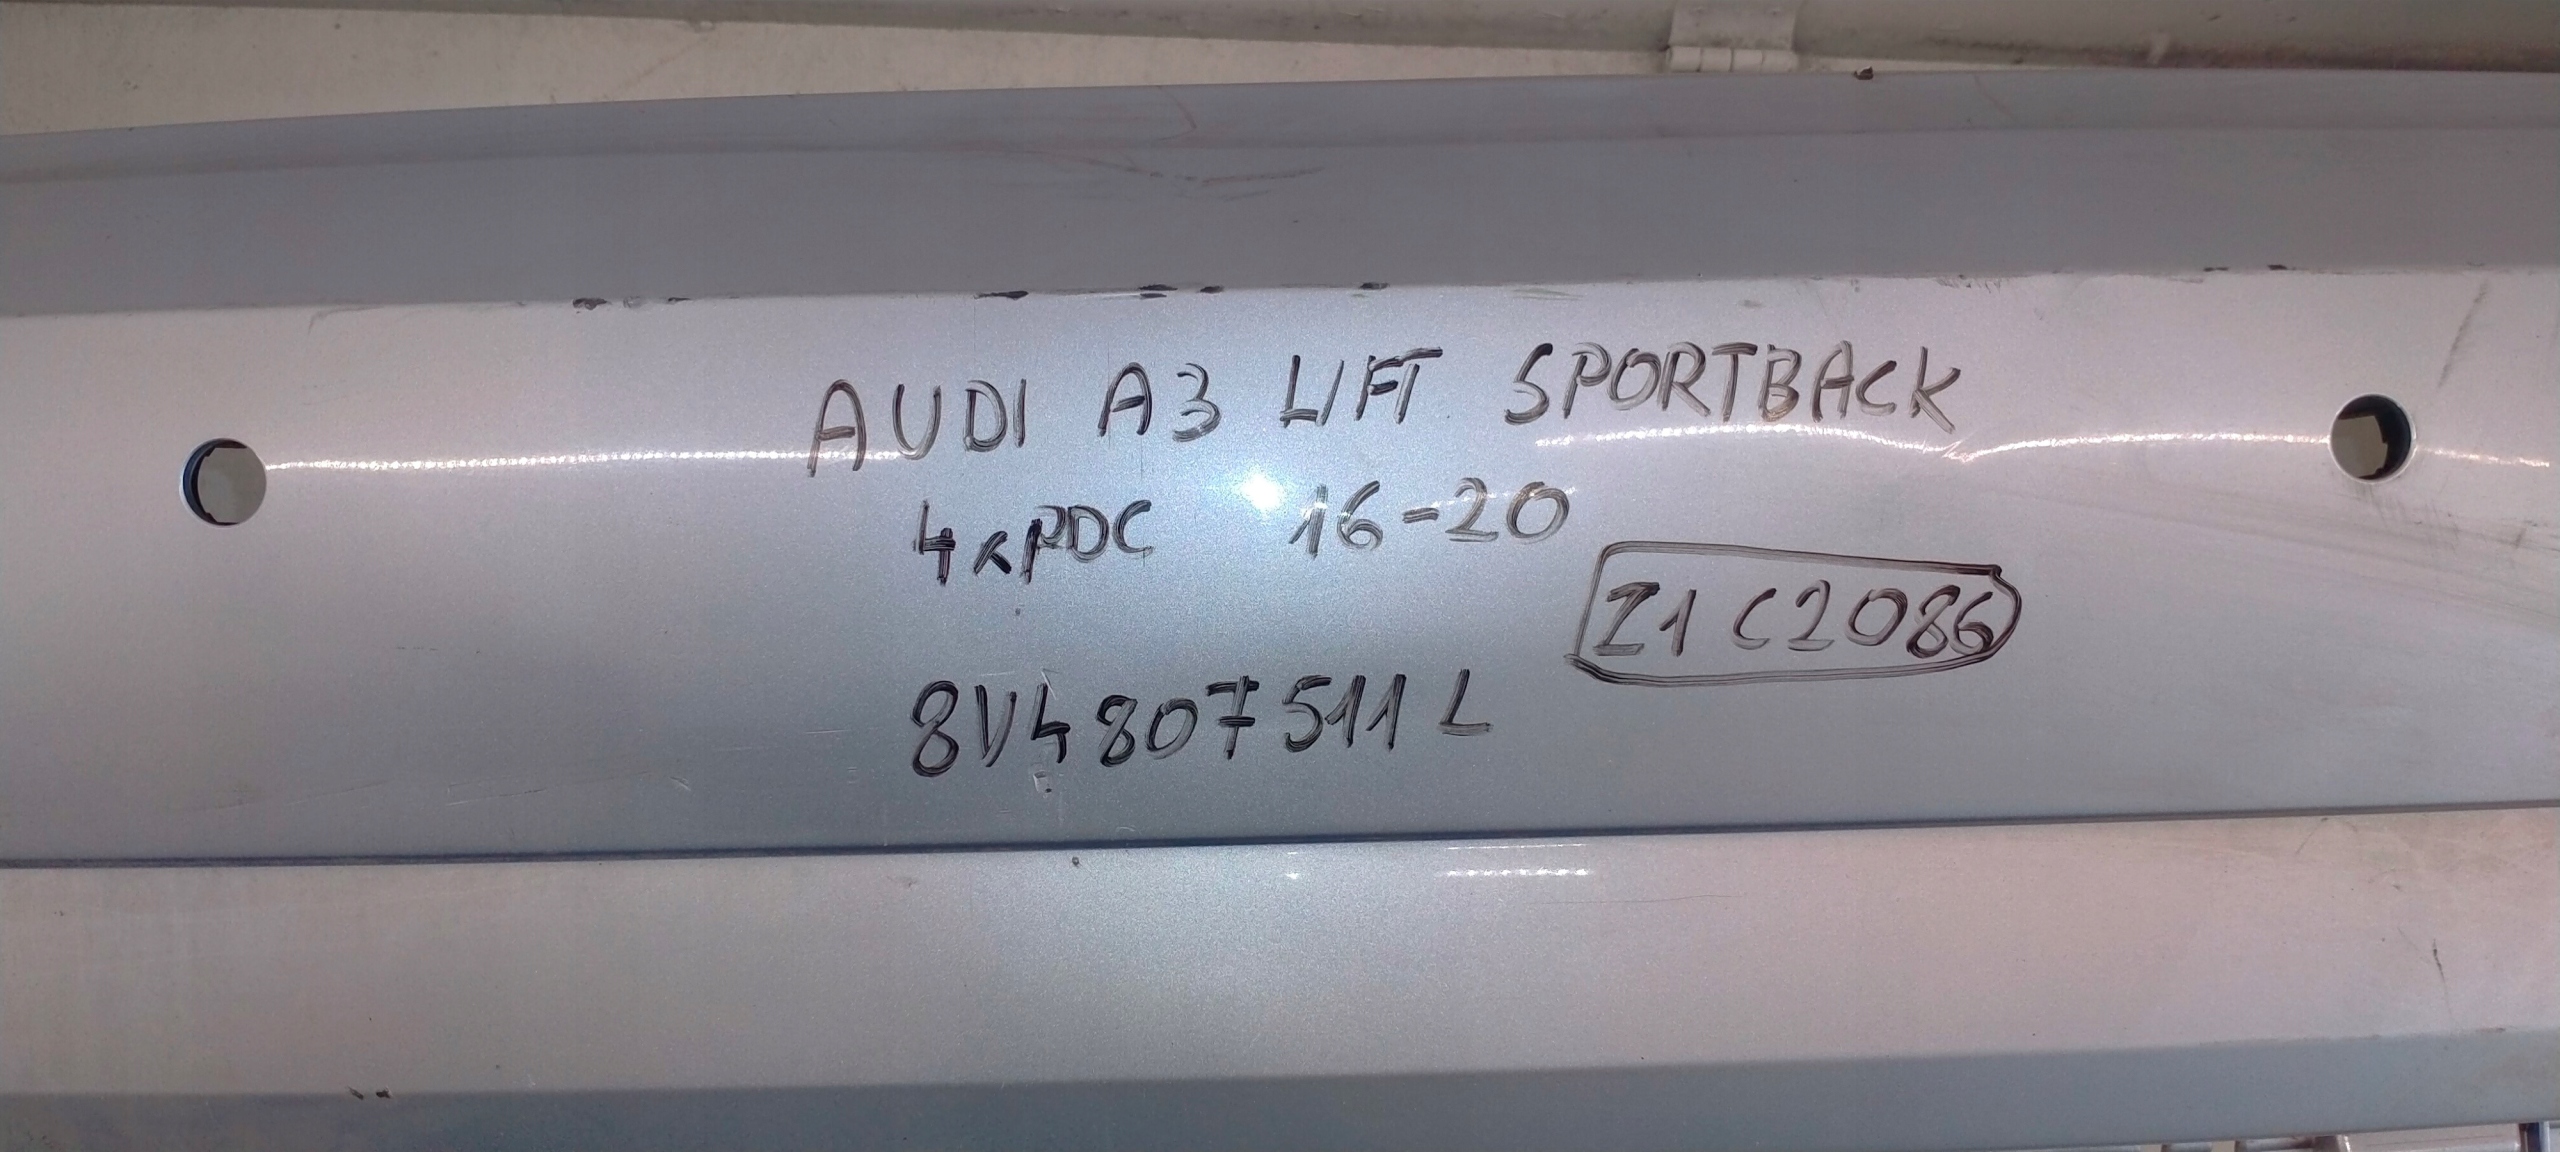 AUDI A3 LIFT SPORTBACK
4xPDC 16-20
Z1C2086
8V4807511L